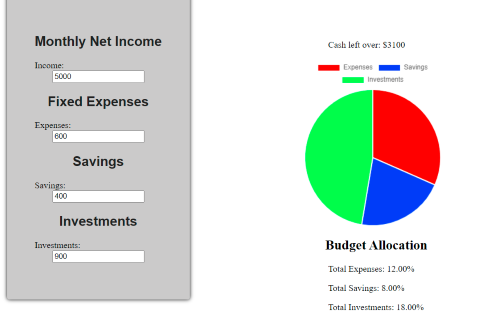 Monthly Net Income
Income:
5000
Fixed Expenses
Expenses:
600
Savings
Savings:
400
Investments
Investments:
900
Cash left over: $3100
Expenses Savings
Investments
Budget Allocation
Total Expenses: 12.00%
Total Savings: 8.00%
Total Investments: 18.00%